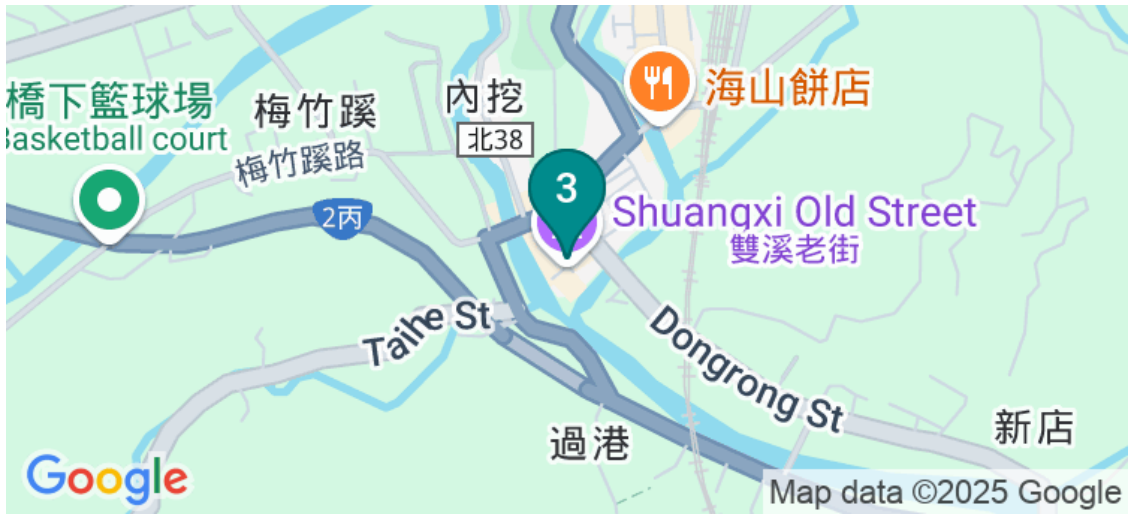 橋下籃球場
Basketball court
梅竹蹊
梅竹蹊路
內挖
北38
海山餅店
3
2丙
Shuangxi Old Street
雙溪老街
Taihe St
Dongrong St
過港
新店
Google
Map data ©2025 Google